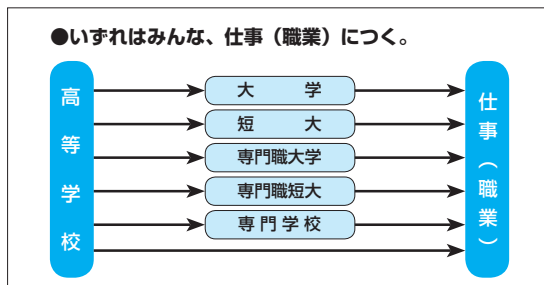 ●いずれはみんな、仕事（職業）につく。
高等学校
大学
短大
専門職大学
専門職短大
専門学校
仕事（職業）